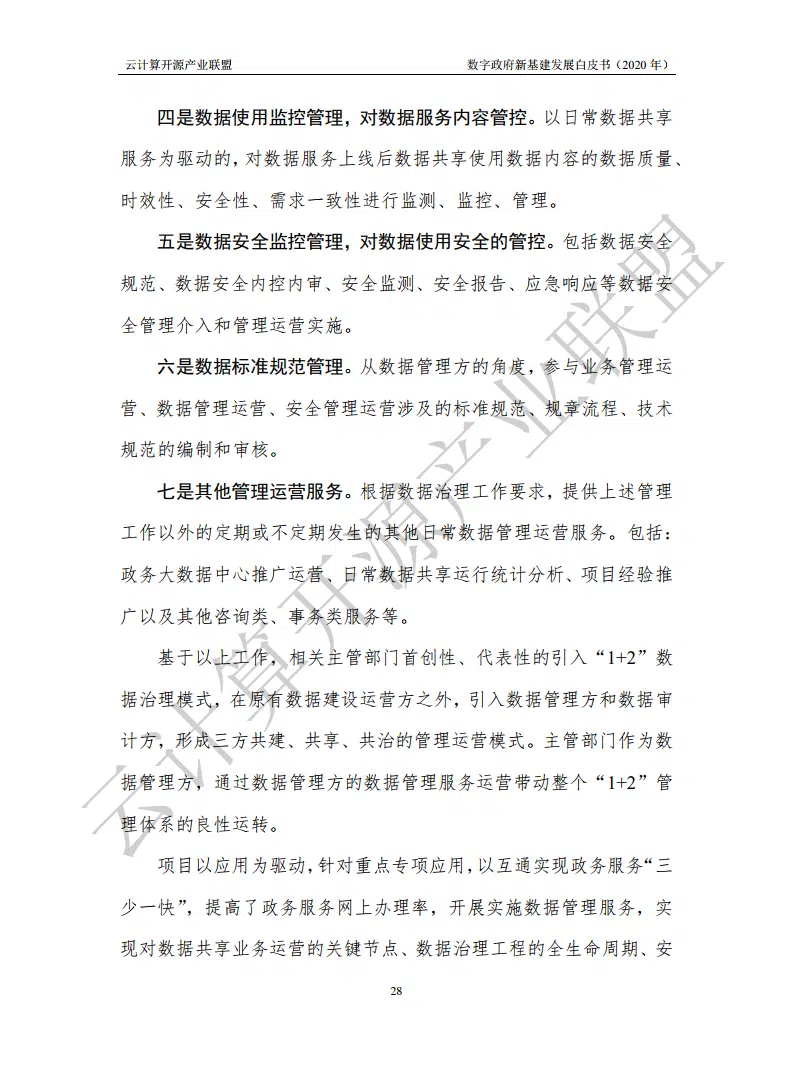 云计算开源产业联盟 数字政府新基建发展白皮书（2020 年）
四是数据使用监控管理，对数据服务内容管控。以日常数据共享
服务为驱动的，对数据服务上线后数据共享使用数据内容的数据质量、
时效性、安全性、需求一致性进行监测、监控、管理。
五是数据安全监控管理，对数据使用安全的管控。包括数据安全
规范、数据安全内控内审、安全监测、安全报告、应急响应等数据安
全管理介入和管理运营实施。
六是数据标准规范管理。从数据管理方的角度，参与业务管理运
营、数据管理运营、安全管理运营涉及的标准规范、规章流程、技术
规范的编制和审核。
七是其他管理运营服务。根据数据治理工作要求，提供上述管理
工作以外的定期或不定期发生的其他日常数据管理运营服务。包括：
政务大数据中心推广运营、日常数据共享运行统计分析、项目经验推
广以及其他咨询类、事务类服务等。
基于以上工作，相关主管部门首创性、代表性的引入“1+2”数
据治理模式，在原有数据建设运营方之外，引入数据管理方和数据审
计方，形成三方共建、共享、共治的管理运营模式。主管部门作为数
据管理方，通过数据管理方的数据管理服务运营带动整个“1+2”管
理体系的良性运转。
项目以应用为驱动，针对重点专项应用，以互通实现政务服务“三
少一快”，提高了政务服务网上办理率，开展实施数据管理服务，实
现对数据共享业务运营的关键节点、数据治理工程的全生命周期、安
28
云计算开源产业联盟